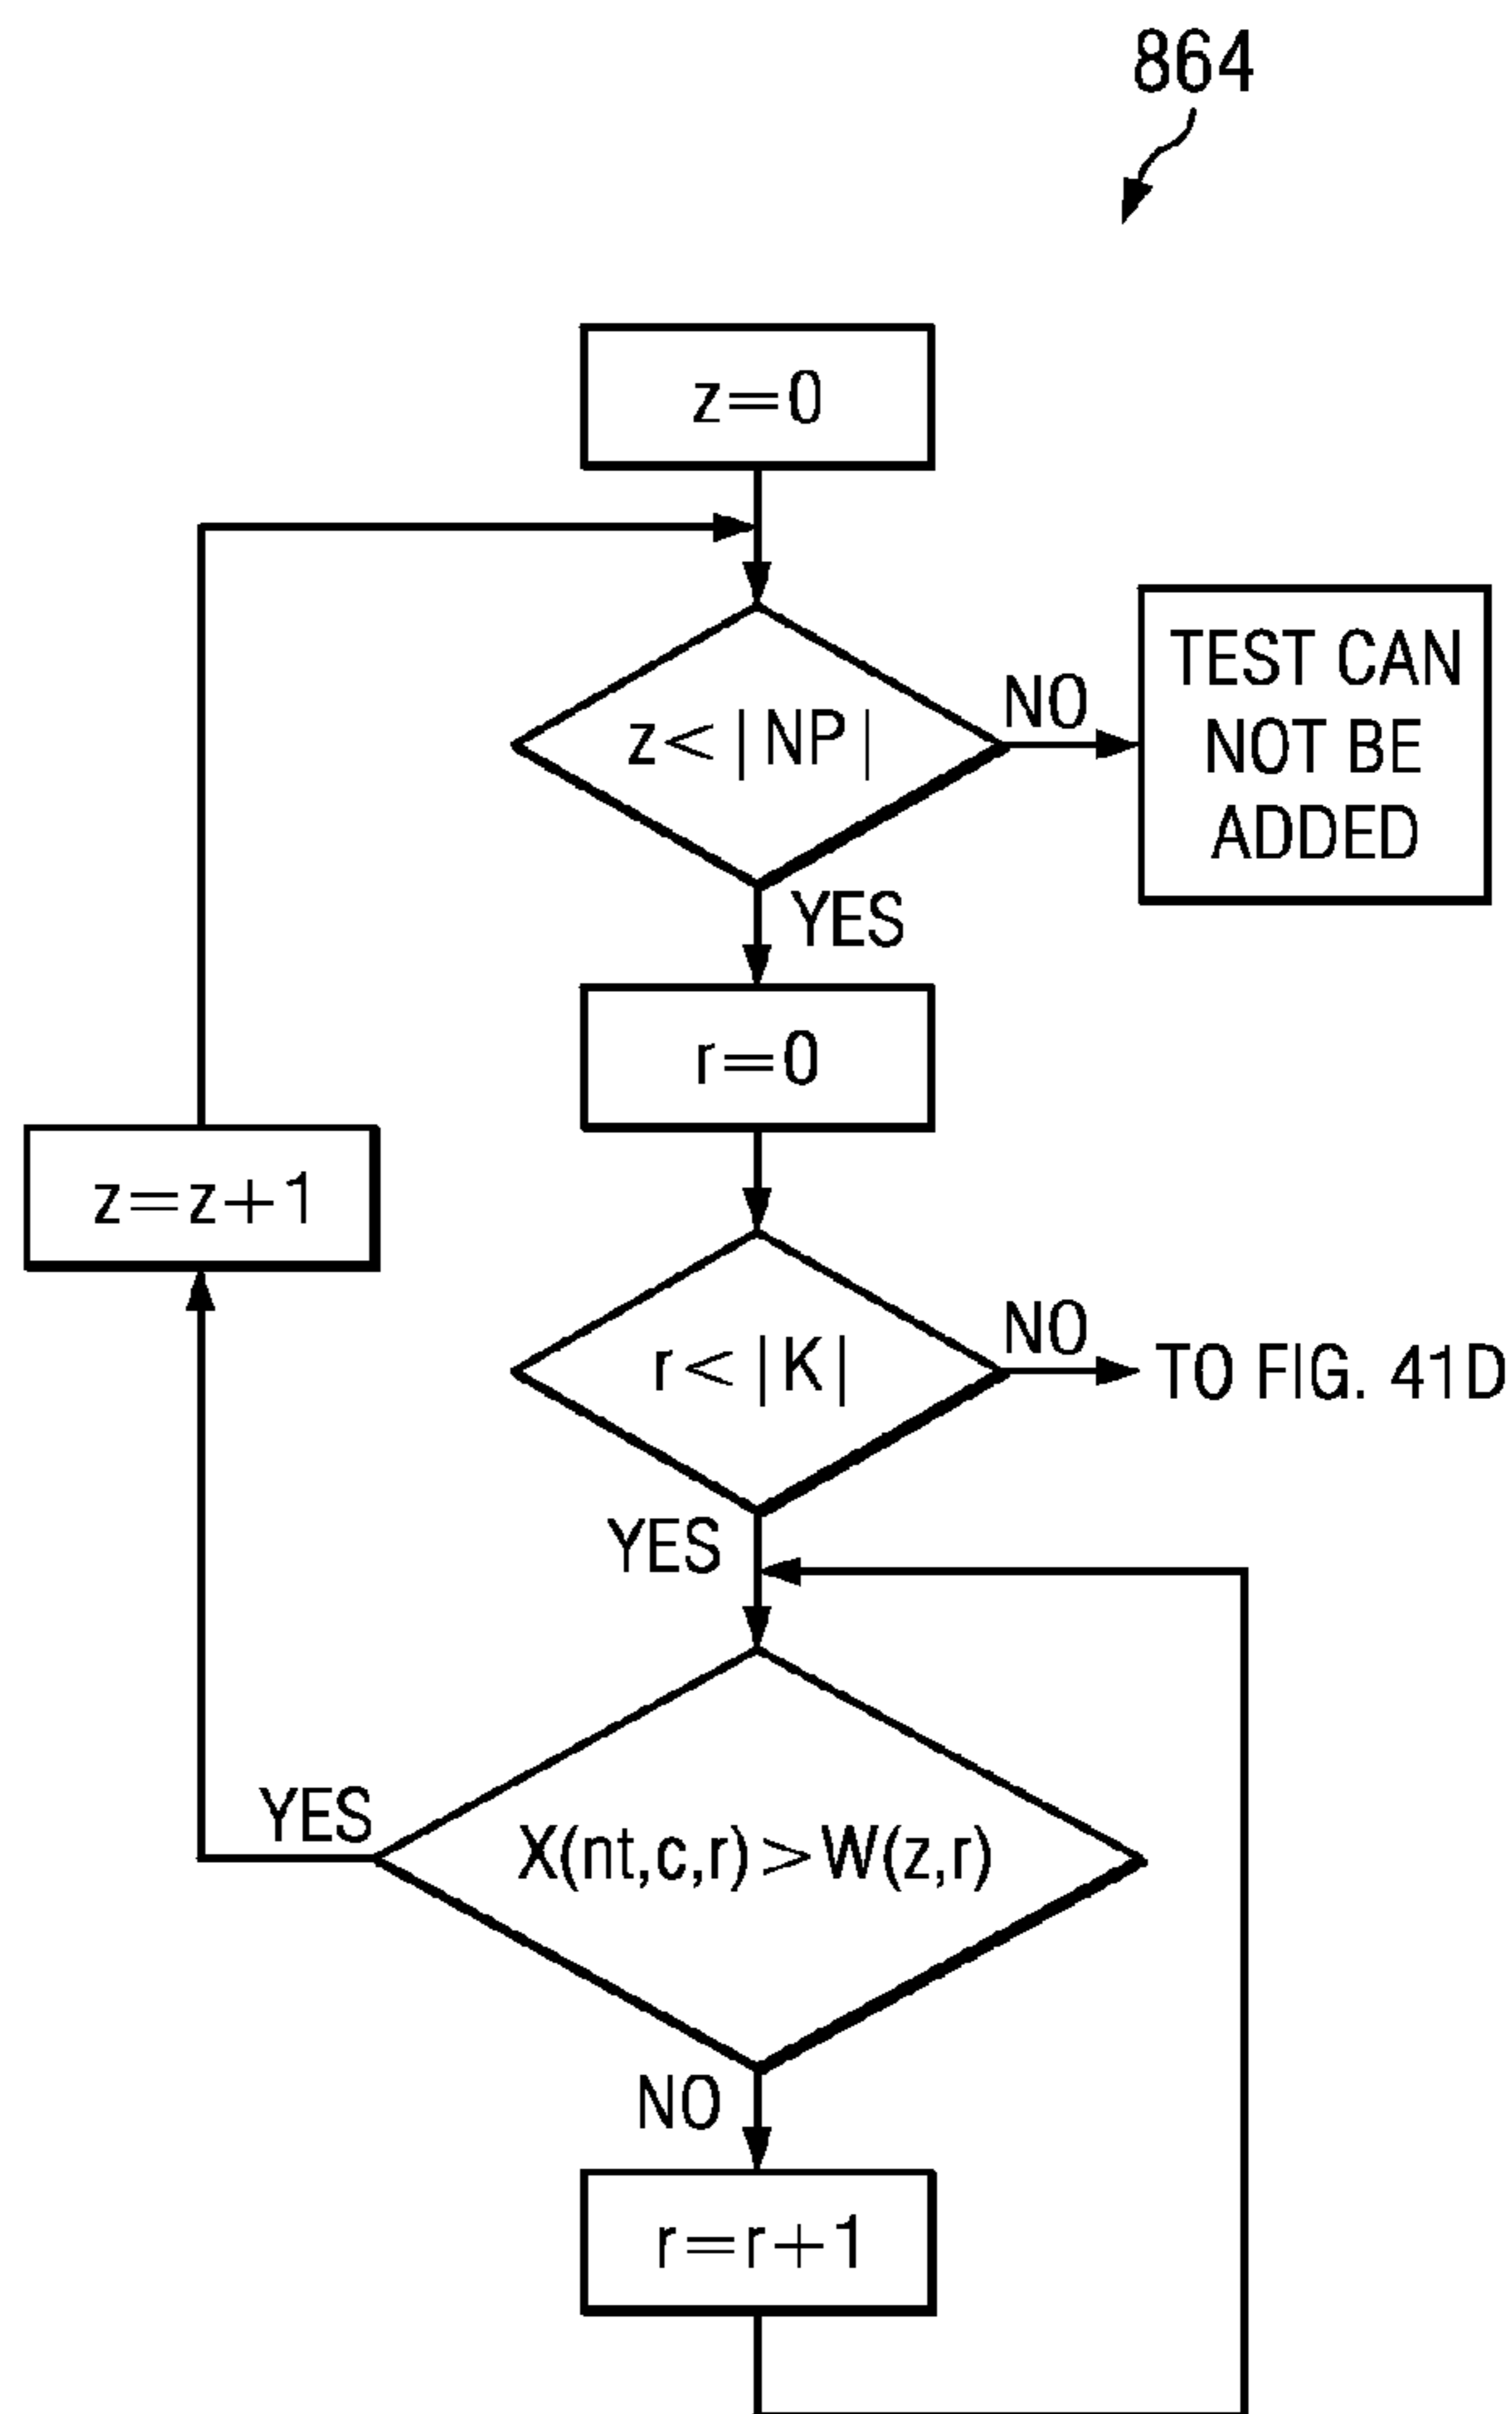 864
z=0
z<|NP|
NO
TEST CAN
NOT BE
ADDED
YES
r=0
z=z+1
r<|K|
NO
TO FIG. 41D
YES
YES
X(nt,c,r)>W(z,r)
NO
r=r+1